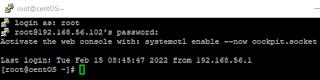 root@centOS:~
login as: root
root@192.168.56.102's password:
Activate the web console with: systemctl enable --now cockpit.socket
Last login: Tue Feb 15 08:45:47 2022 from 192.168.56.1
[root@centOS ~]#